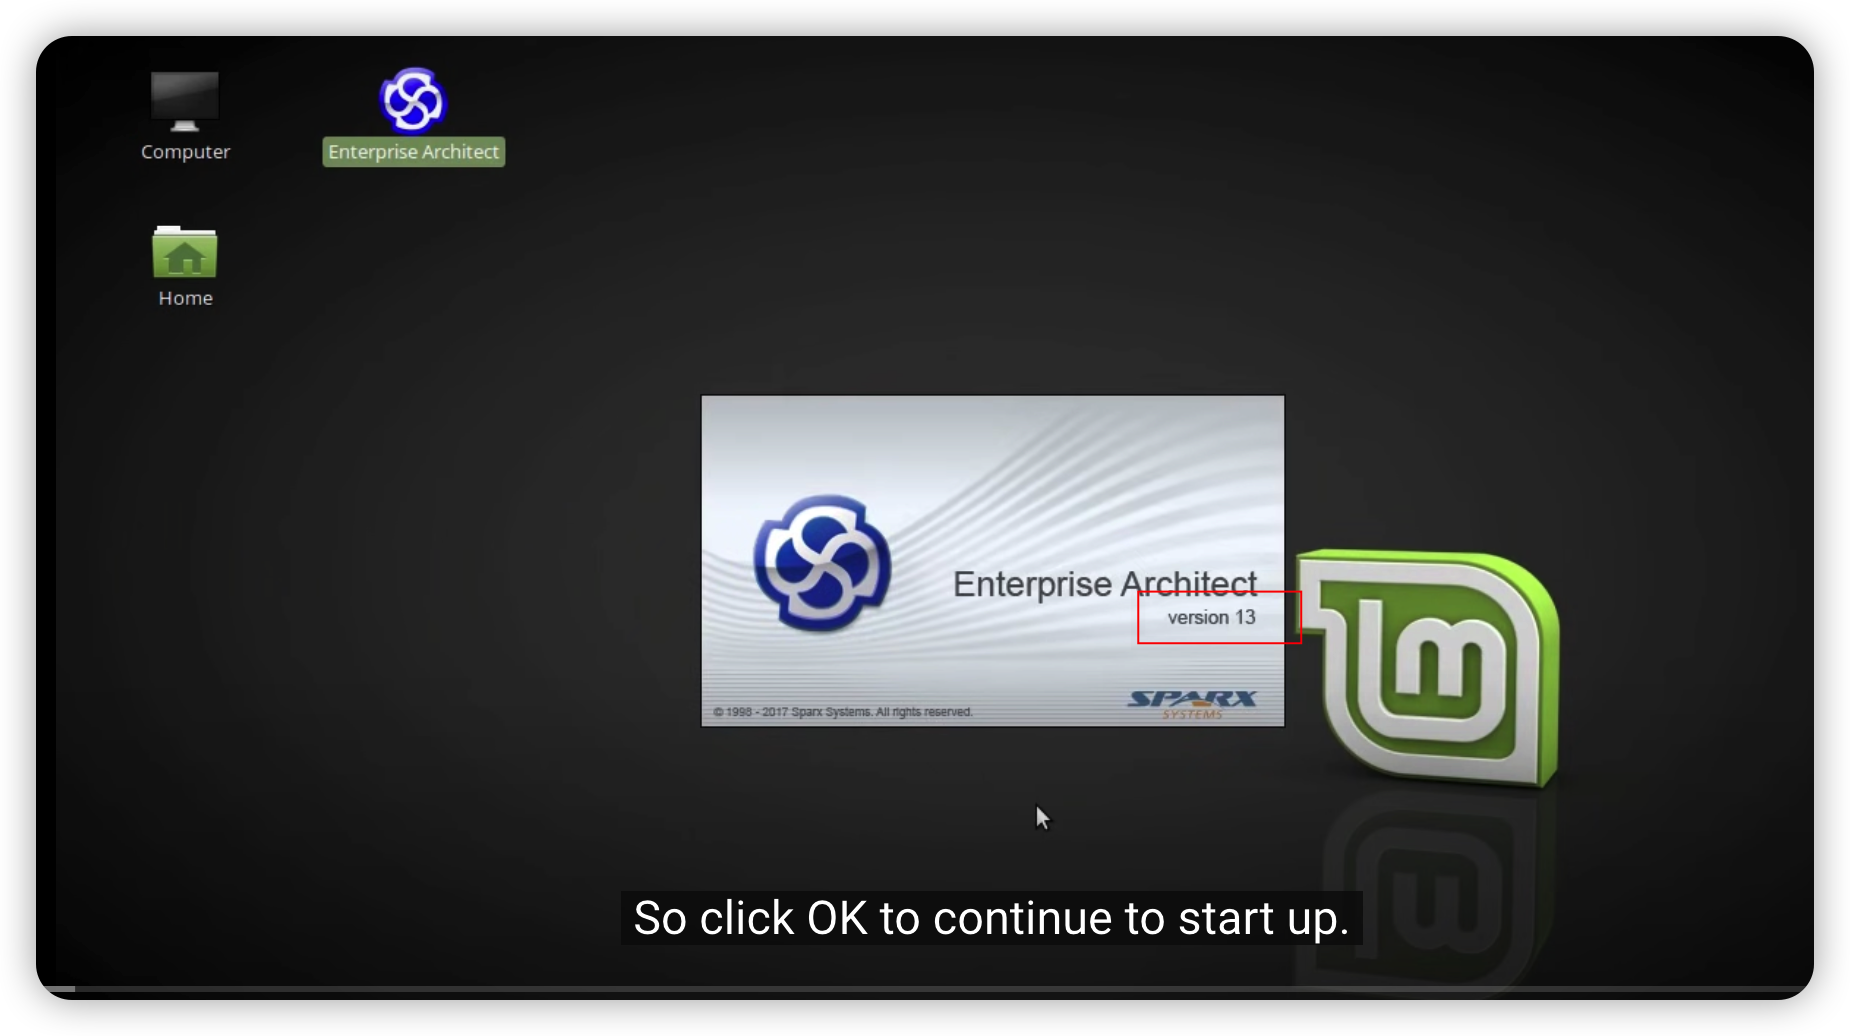 Computer
Enterprise Architect
Home
Enterprise Architect
version 13
SPARX
SYSTEMS
© 1998 - 2017 Sparx Systems. All rights reserved.
So click OK to continue to start up.